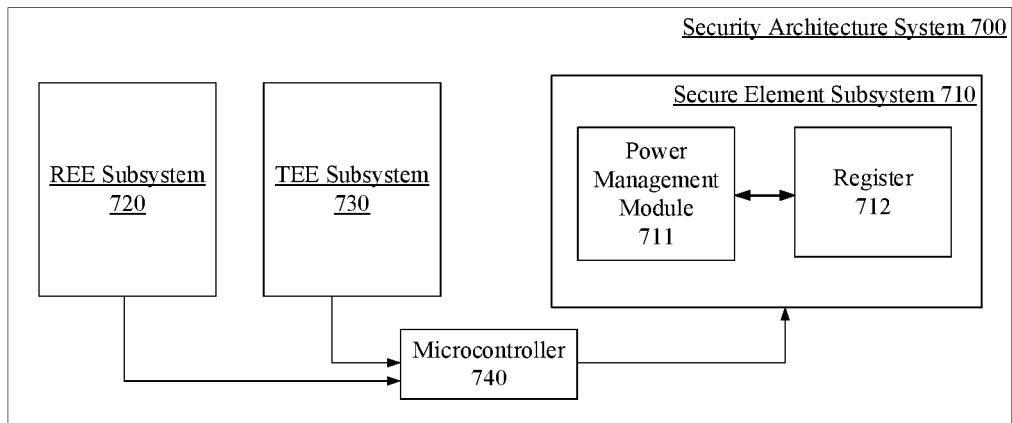 Security Architecture System 700
Secure Element Subsystem 710
REE Subsystem
720
TEE Subsystem
730
Power
Management
Module
711
Register
712
Microcontroller
740